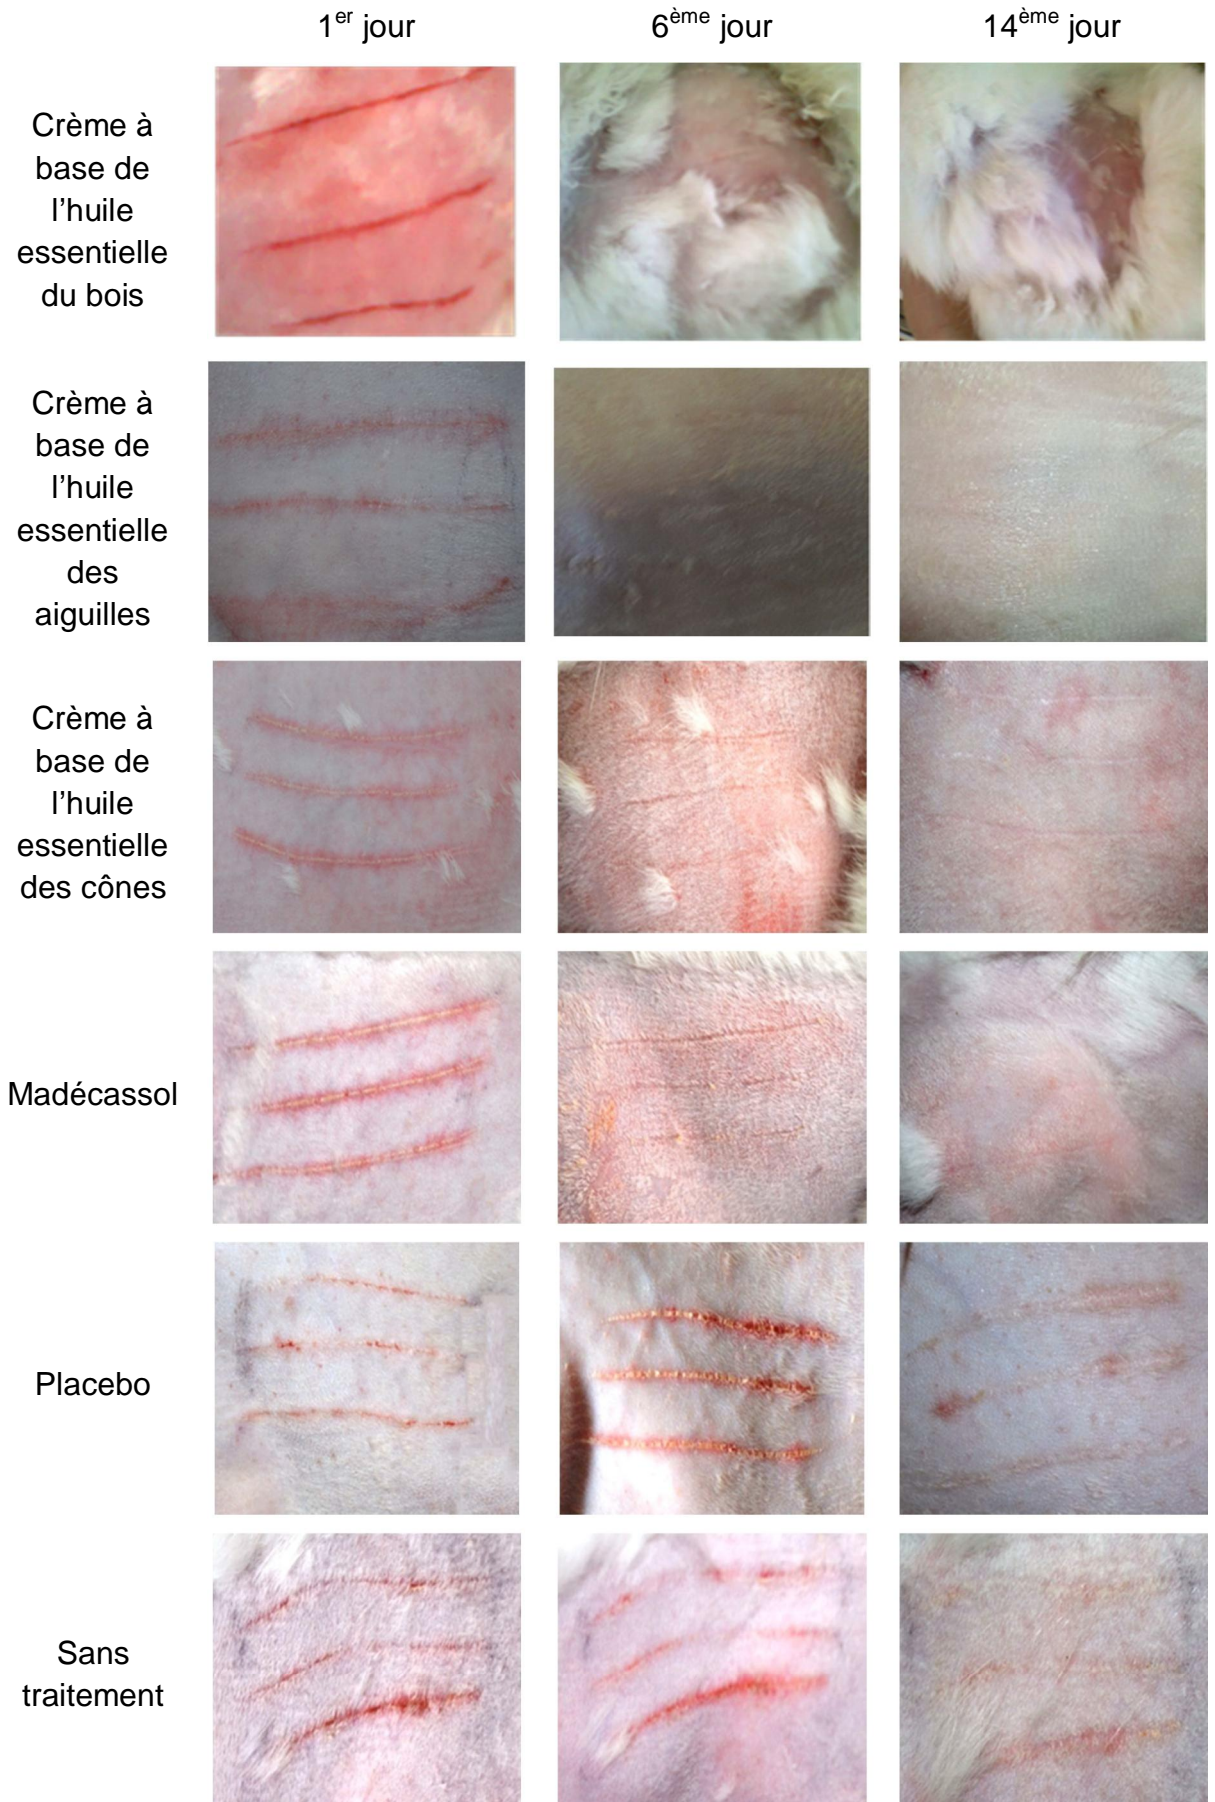 1er jour 6ème jour 14ème jour
Crème à
base de
l’huile
essentielle
du bois
Crème à
base de
l’huile
essentielle
des
aiguilles
Crème à
base de
l’huile
essentielle
des cônes
Madécassol
Placebo
Sans
traitement